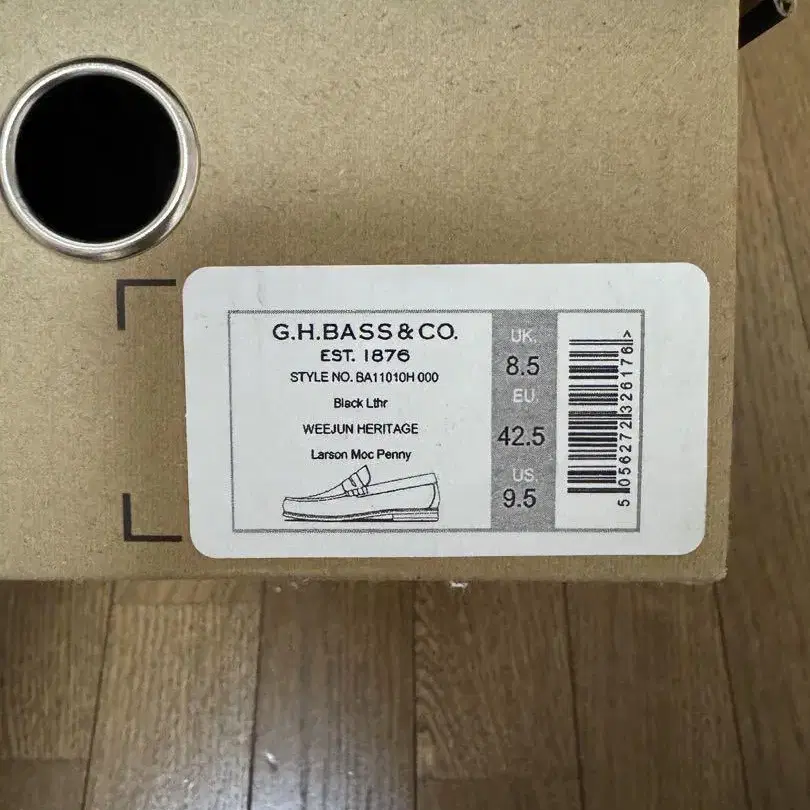 G.H.BASS & CO.
EST. 1876
STYLE NO. BA11010H 000
Black Lthr
WEEJUN HERITAGE
Larson Moc Penny
UK.
8.5
EU.
42.5
US.
9.5
5 056272 326176 >